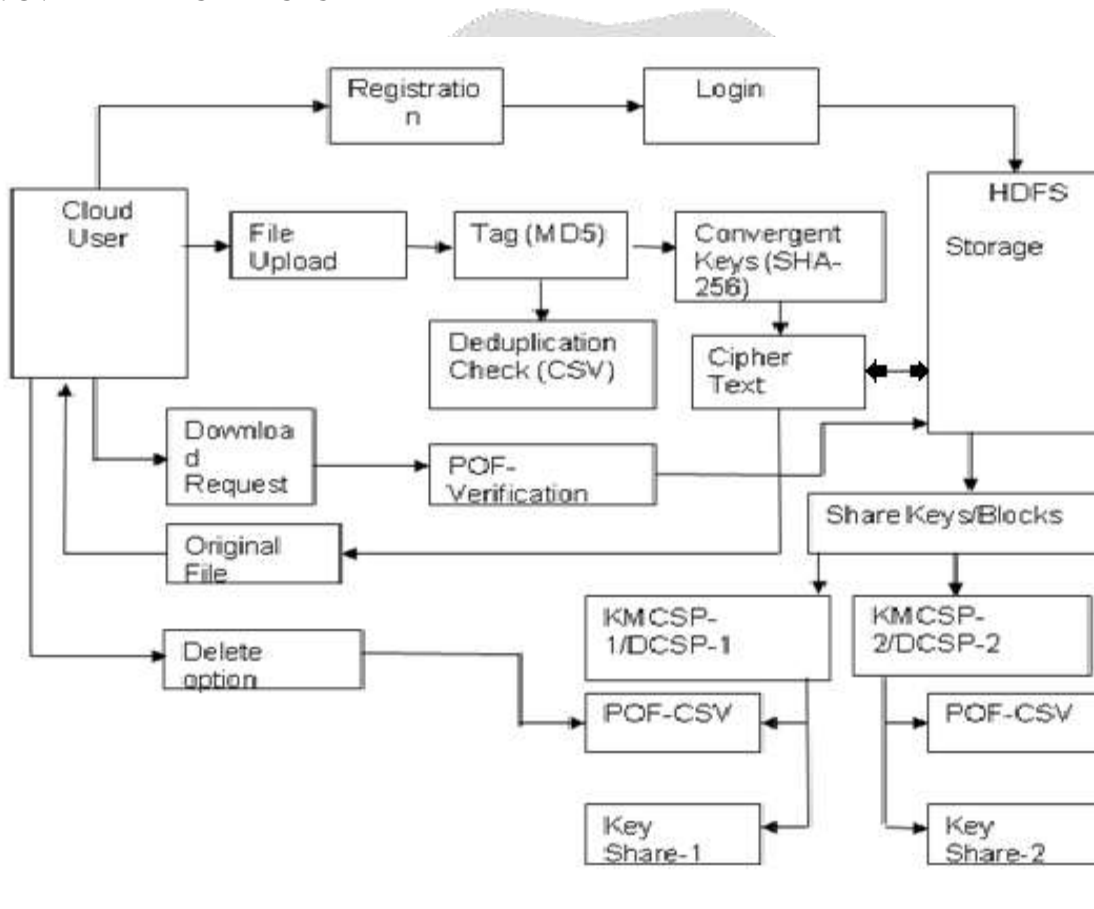 Registratio
n
Login
HDFS
Storage
Cloud
User
File
Upload
Tag (MD5)
Convergent
Keys (SHA-
256)
Deduplication
Check (CSV)
Cipher
Text
Downloa
d
Request
POF-
Verification
Share Keys/Blocks
Original
File
KMCSP-
1/DCSP-1
KMCSP-
2/DCSP-2
Delete
option
POF-CSV
POF-CSV
Key
Share-1
Key
Share-2